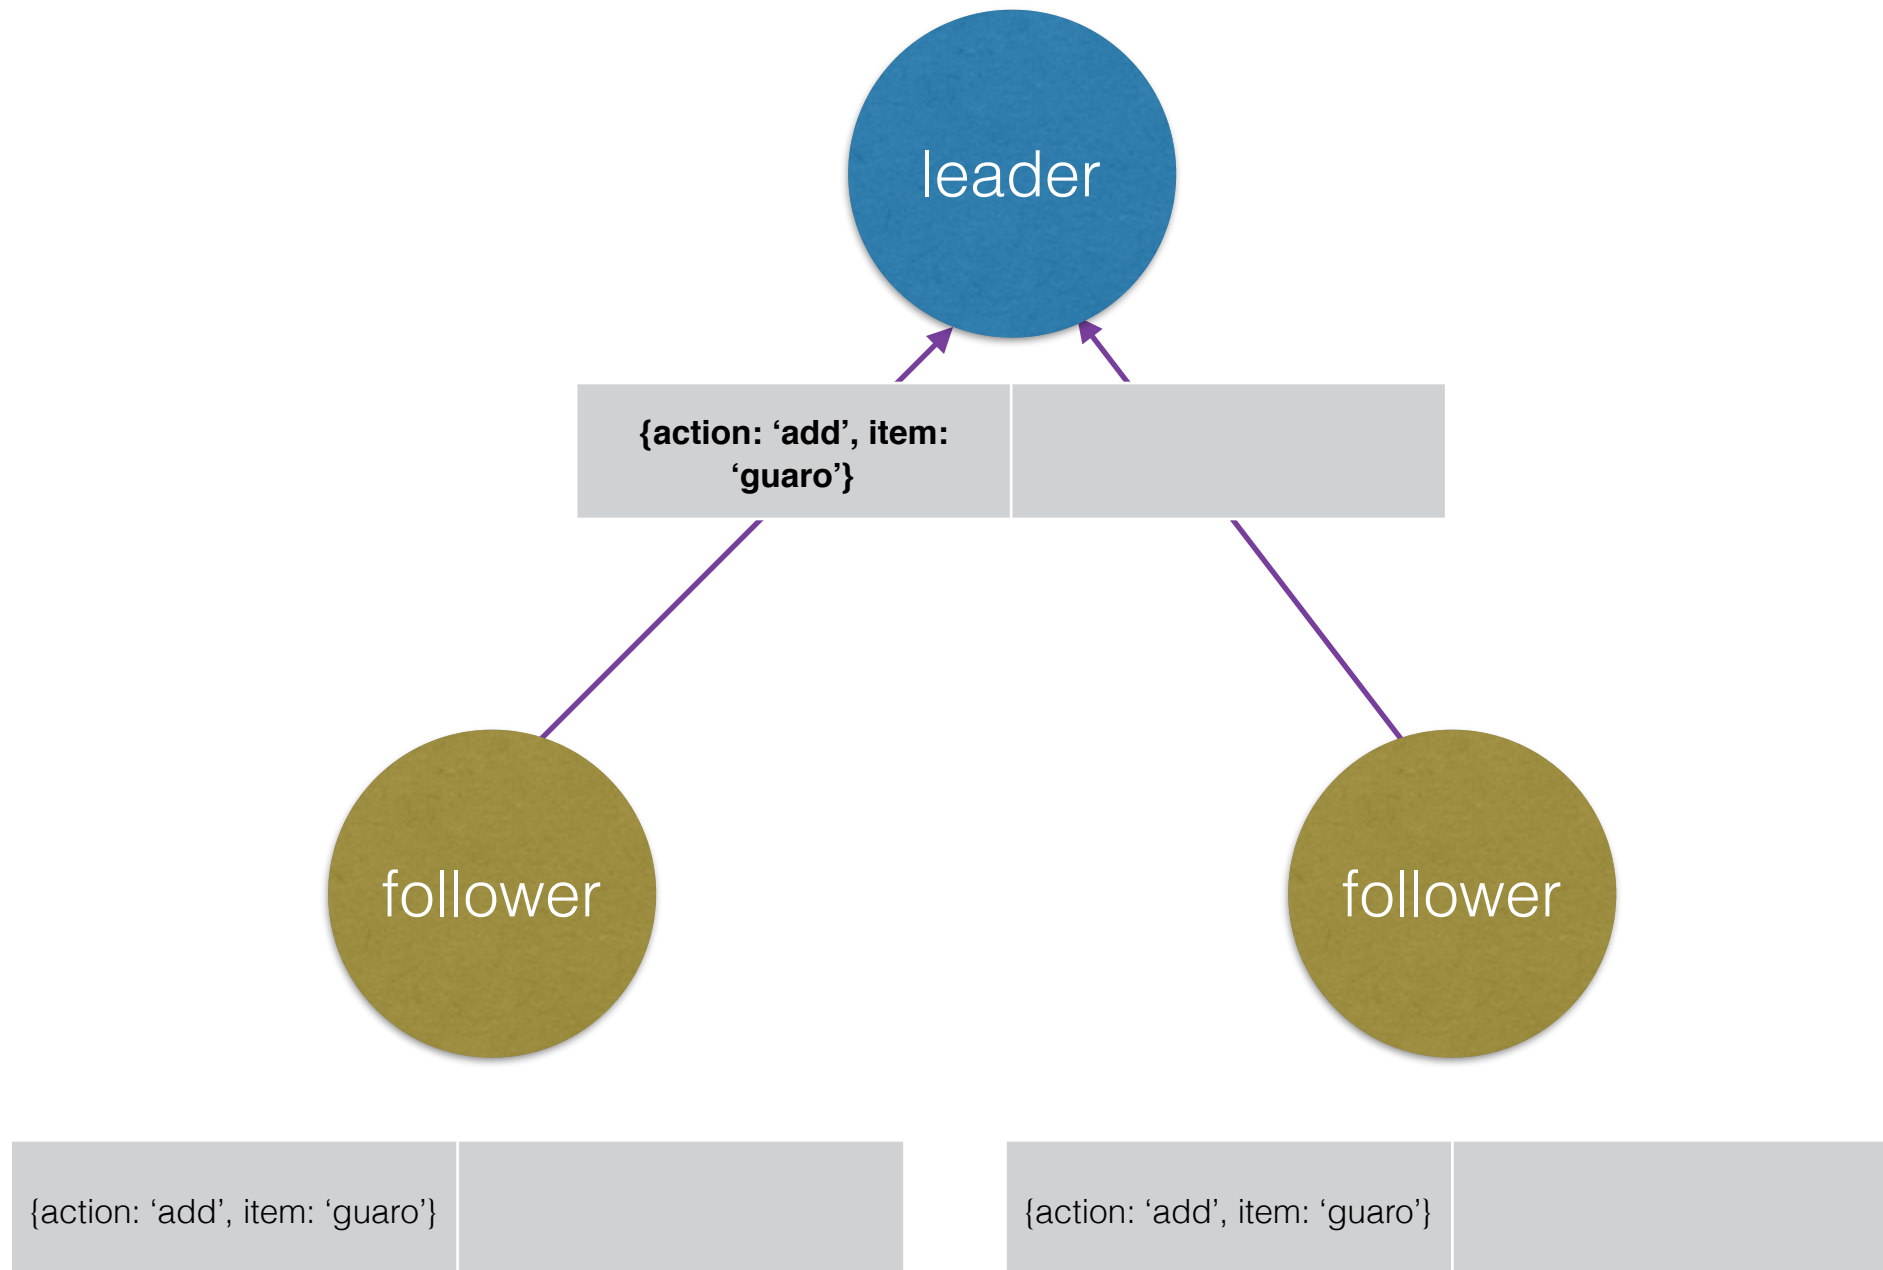 leader
{action: ‘add’, item:
‘guaro’}
follower
follower
{action: ‘add’, item: ‘guaro’}
{action: ‘add’, item: ‘guaro’}